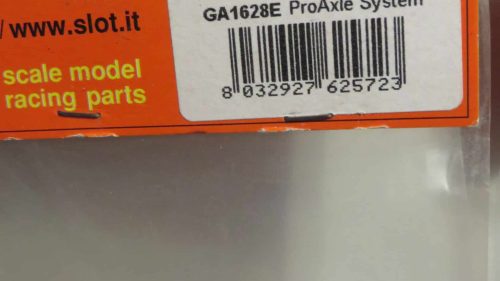 / www.slot.it
scale model
racing parts
GA1628E ProAxle System
8 032927 625723